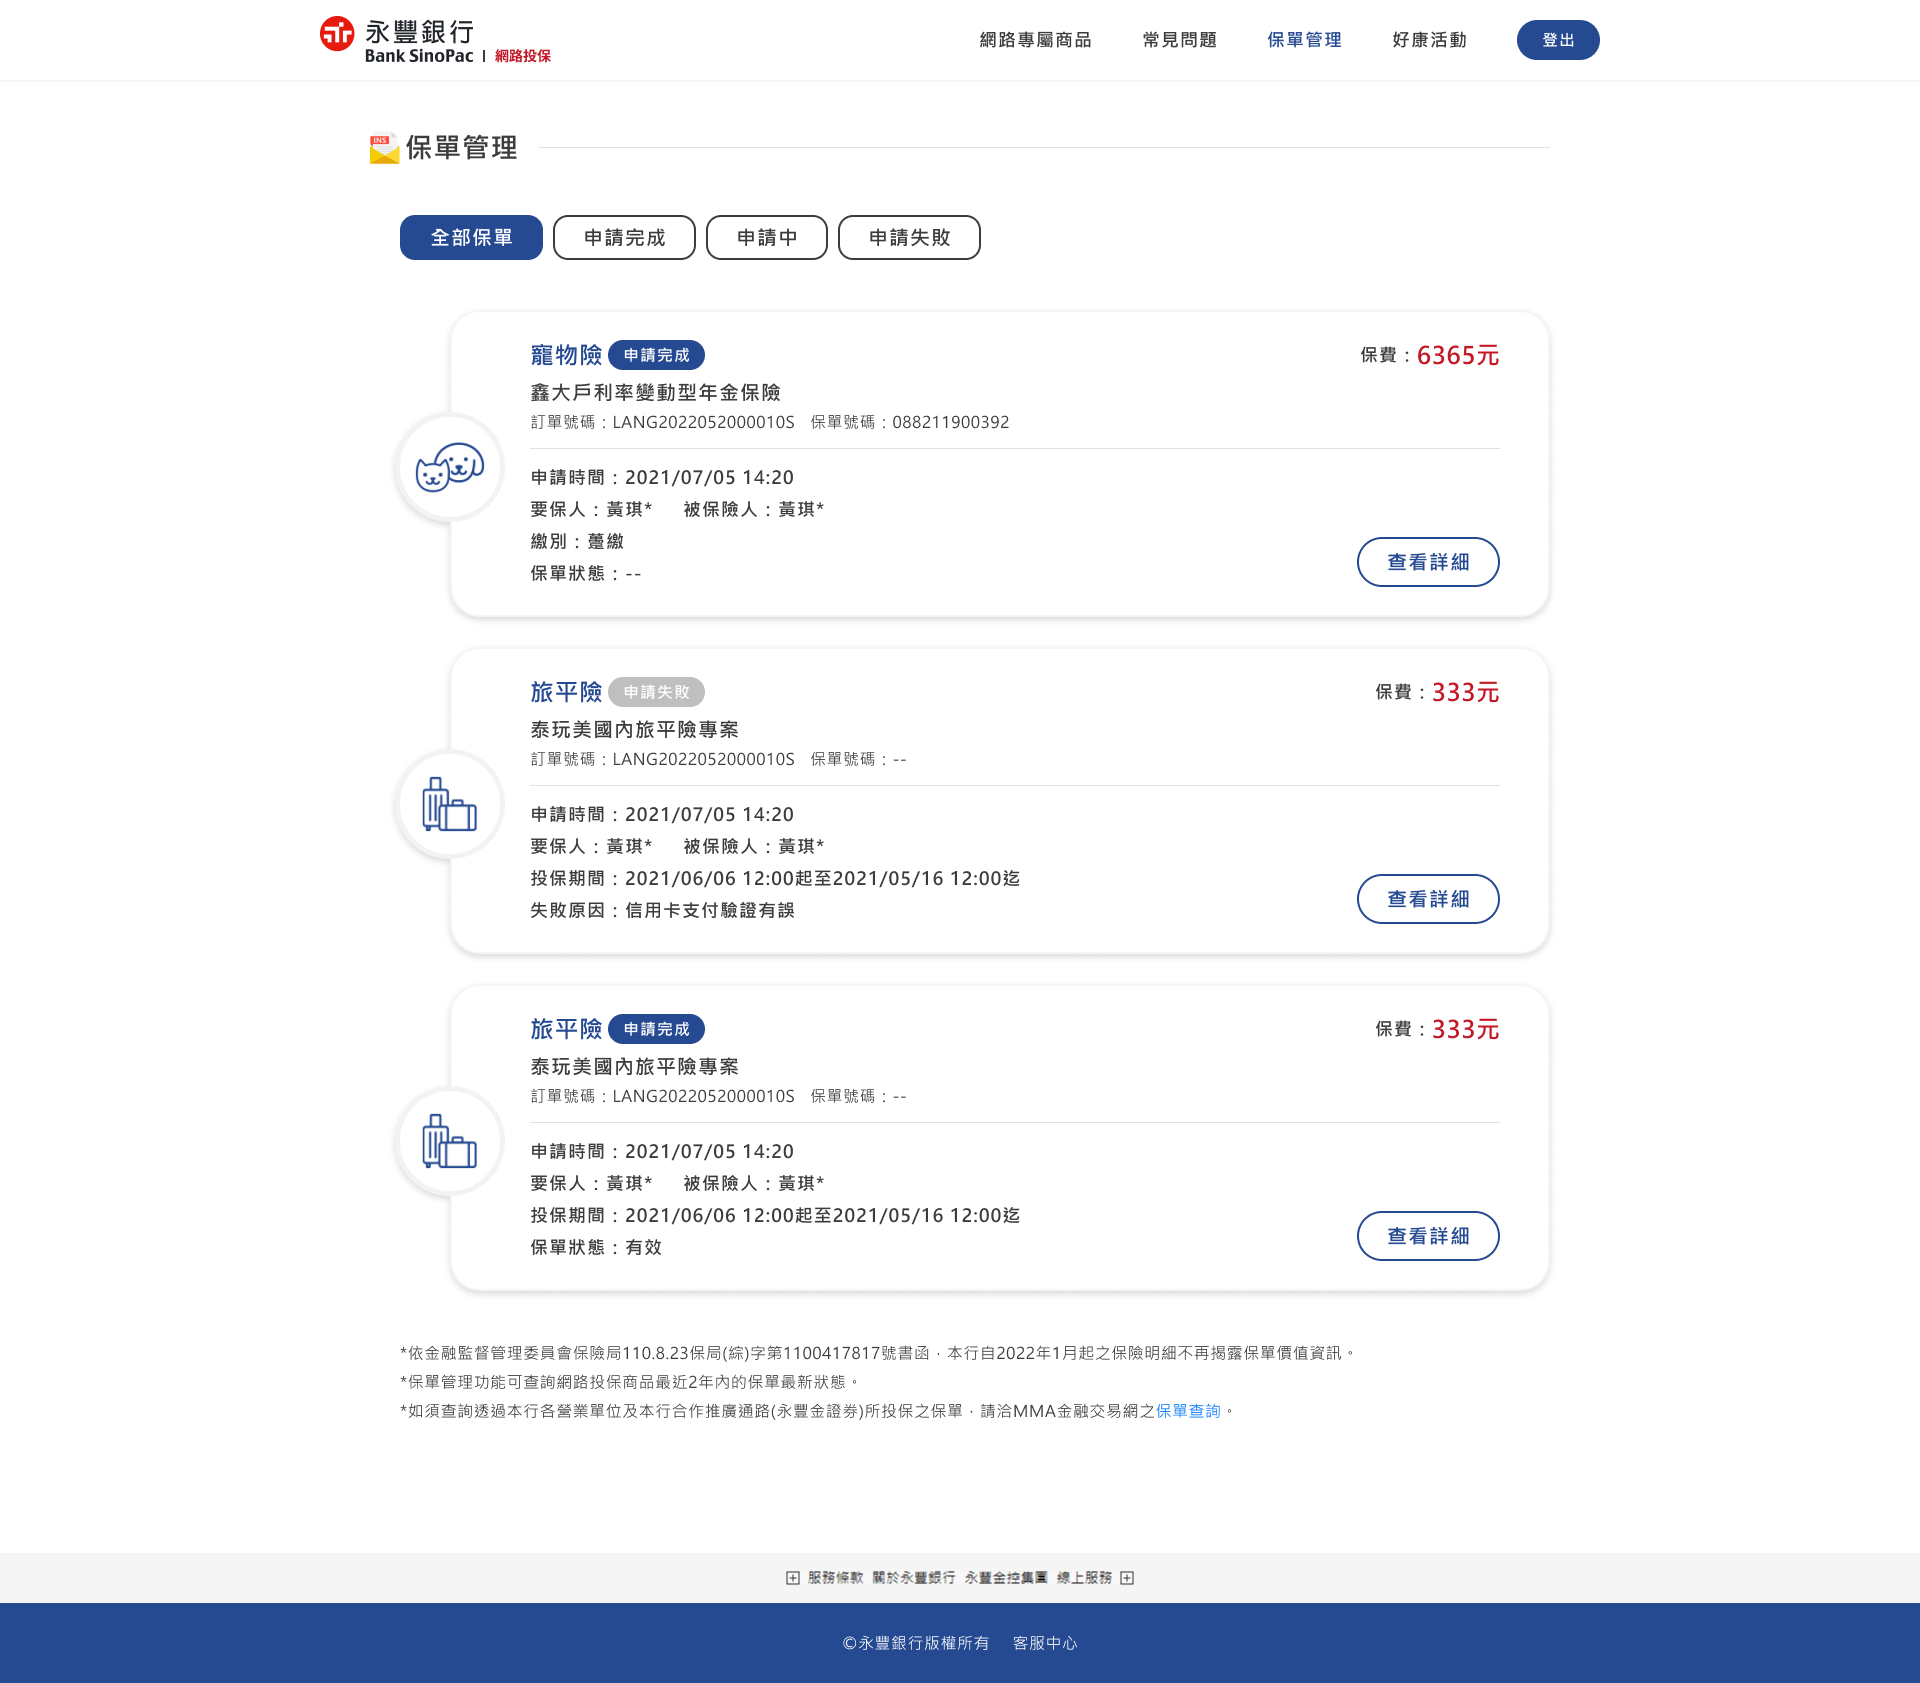 永豐銀行
Bank SinoPac | 網路投保
網路專屬商品 常見問題 保單管理 好康活動 登出
INS
保單管理
全部保單 申請完成 申請中 申請失敗
寵物險 申請完成 保費：6365元
鑫大戶利率變動型年金保險
訂單號碼：LANG2022052000010S 保單號碼：088211900392
申請時間：2021/07/05 14:20
要保人：黃琪* 被保險人：黃琪*
繳別：躉繳
保單狀態：--
查看詳細
旅平險 申請失敗 保費：333元
泰玩美國內旅平險專案
訂單號碼：LANG2022052000010S 保單號碼：--
申請時間：2021/07/05 14:20
要保人：黃琪* 被保險人：黃琪*
投保期間：2021/06/06 12:00起至2021/05/16 12:00迄
失敗原因：信用卡支付驗證有誤
查看詳細
旅平險 申請完成 保費：333元
泰玩美國內旅平險專案
訂單號碼：LANG2022052000010S 保單號碼：--
申請時間：2021/07/05 14:20
要保人：黃琪* 被保險人：黃琪*
投保期間：2021/06/06 12:00起至2021/05/16 12:00迄
保單狀態：有效
查看詳細
*依金融監督管理委員會保險局110.8.23保局(綜)字第1100417817號書函，本行自2022年1月起之保險明細不再揭露保單價值資訊。
*保單管理功能可查詢網路投保商品最近2年內的保單最新狀態。
*如須查詢透過本行各營業單位及本行合作推廣通路(永豐金證券)所投保之保單，請洽MMA金融交易網之保單查詢。
服務條款 關於永豐銀行 永豐金控集團 線上服務
©永豐銀行版權所有 客服中心